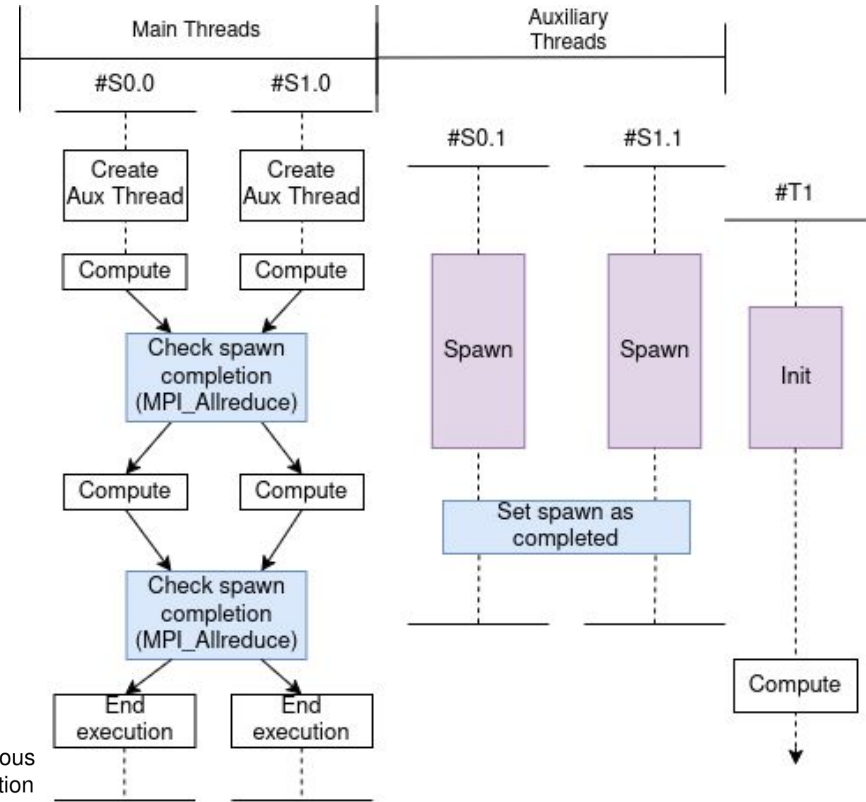 Main Threads
Auxiliary
Threads
#S0.0
#S1.0
#S0.1
#S1.1
#T1
Create
Aux Thread
Create
Aux Thread
Compute
Compute
Check spawn
completion
(MPI_Allreduce)
Spawn
Spawn
Init
Compute
Compute
Set spawn as
completed
Check spawn
completion
(MPI_Allreduce)
Compute
End
execution
End
execution
ous
tion